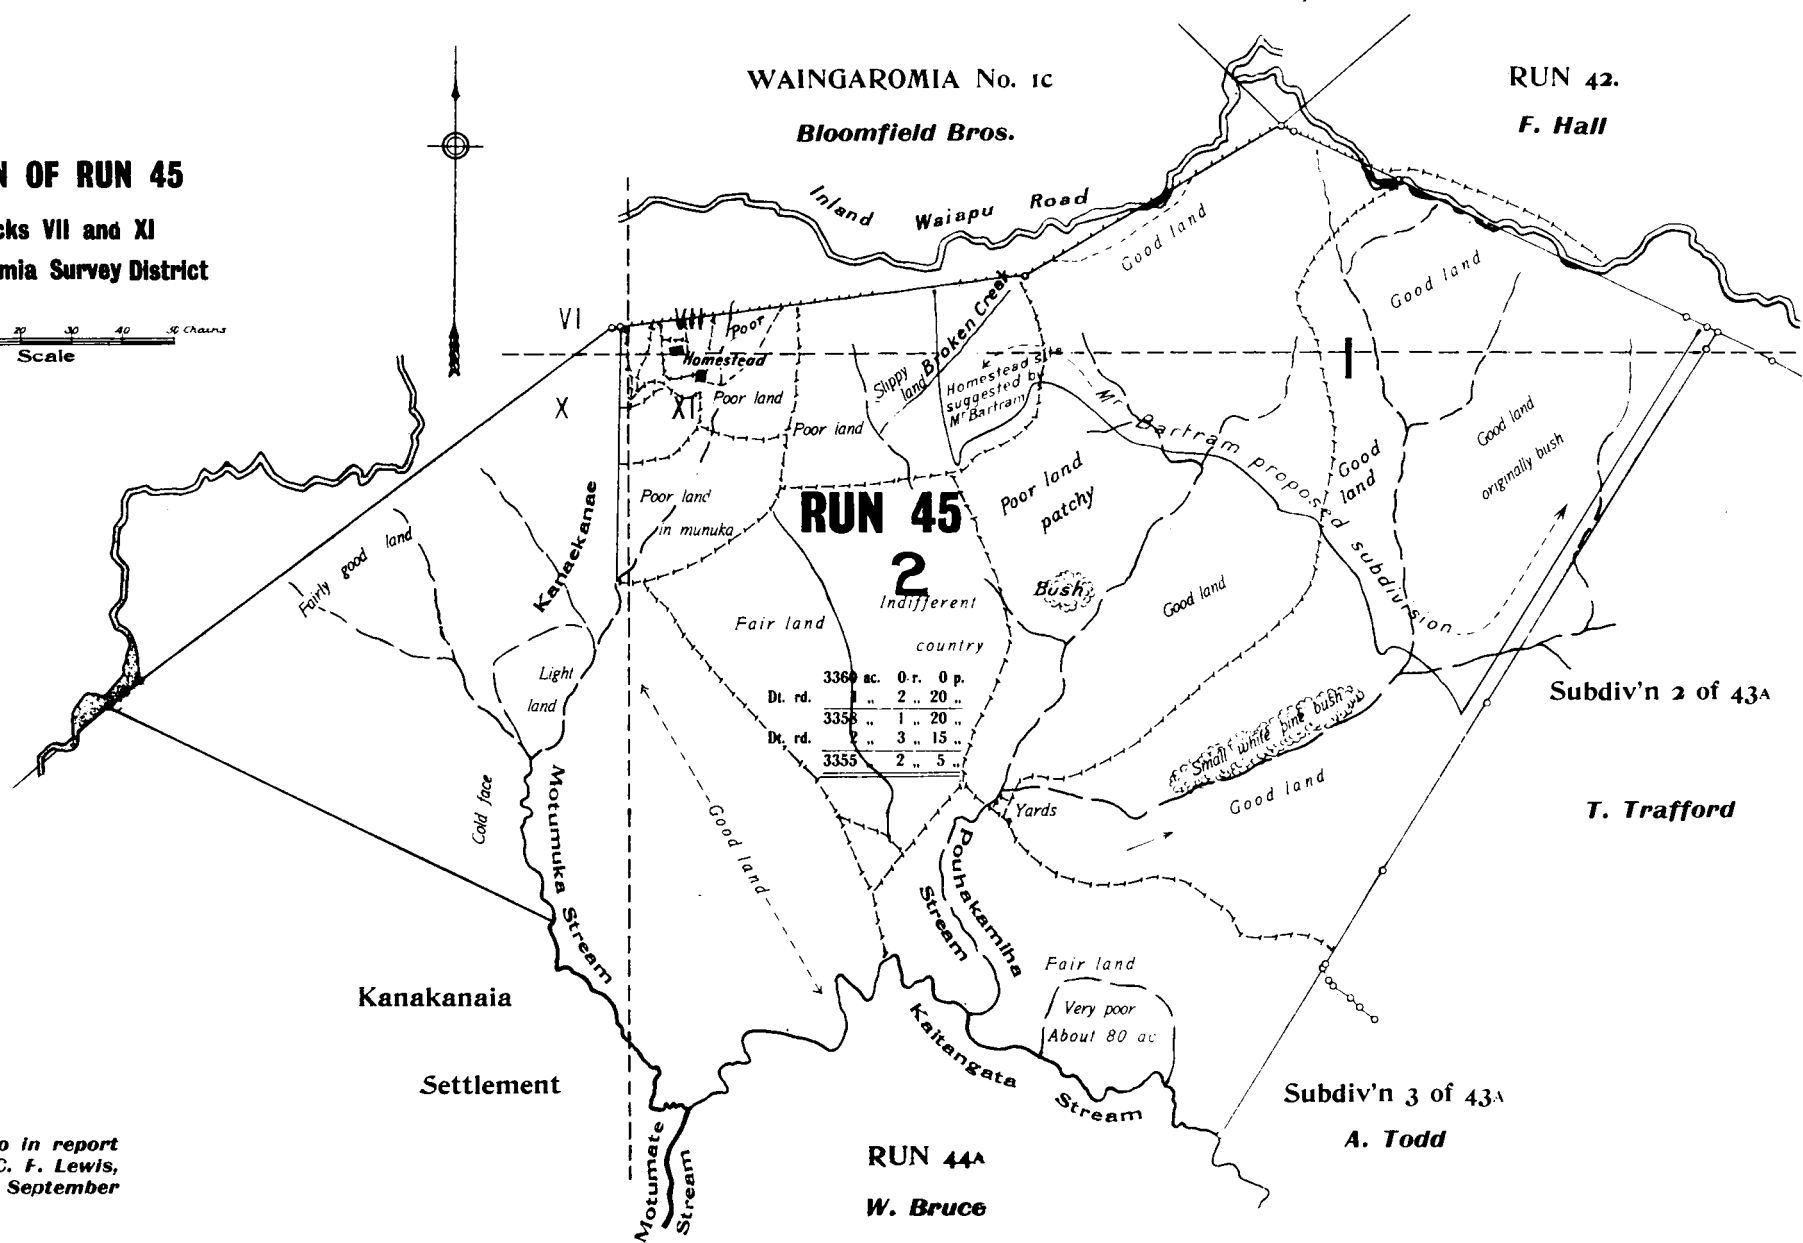 WAINGAROMIA No. 1C
Bloomfield Bros.
RUN 42.
F. Hall
N OF RUN 45
cks VII and XI
mia Survey District
20 30 40 50 Chains
Scale
Inland Waiapu Road
Good land
Good land
VI
VII
Poor
Homestead
X
XI
Poor land
Poor land
Slippy
land
Broken Creek
Homestead site
suggested by
Mr Bartram
1
Mr Bartram proposed subdivision
Good land
originally bush
Good
land
Poor land
patchy
Poor land
in munuka
Kanaekanae
Fairly good land
RUN 45
2
Indifferent
country
Fair land
Bush
Good land
Light
land
3360 ac. 0 r. 0 p.
Dt. rd. 1 „ 2 „ 20 „
3358 „ 1 „ 20 „
Dt. rd. 2 „ 3 „ 15 „
3355 „ 2 „ 5 „
Subdiv'n 2 of 43A
T. Trafford
Small white pine bush
Good land
Cold face
Motumuka Stream
Good land
Yards
Pouhakamiha
Stream
Fair land
Very poor
About 80 ac
Kanakanaia
Settlement
Kaitangata Stream
Subdiv'n 3 of 43A
A. Todd
o in report
C. F. Lewis,
September
Motumate
Stream
RUN 44A
W. Bruce